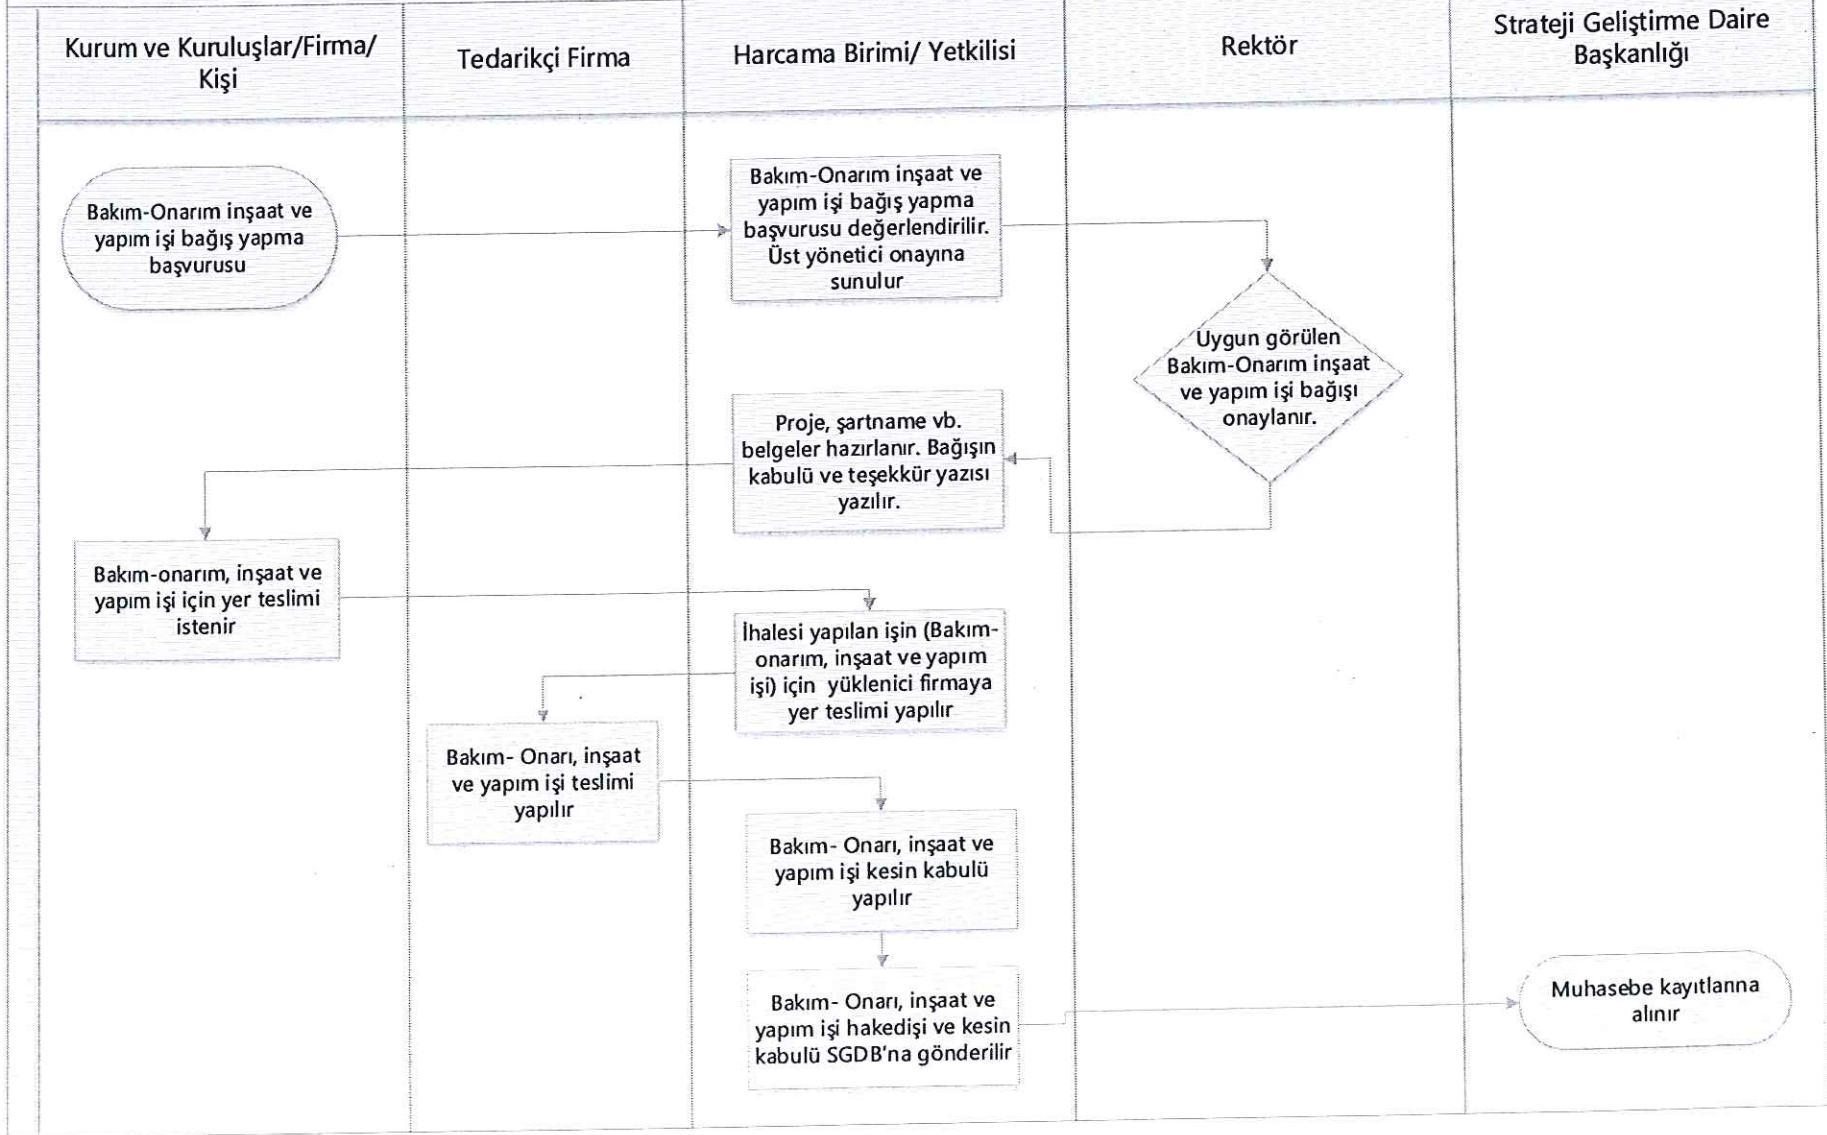 Kurum ve Kuruluşlar/Firma/
Kişi
Tedarikçi Firma
Harcama Birimi/ Yetkilisi
Rektör
Strateji Geliştirme Daire
Başkanlığı
Bakım-Onarım inşaat ve
yapım işi bağış yapma
başvurusu
Bakım-Onarım inşaat ve
yapım işi bağış yapma
başvurusu değerlendirilir.
Üst yönetici onayına
sunulur
Uygun görülen
Bakım-Onarım inşaat
ve yapım işi bağışı
onaylanır.
Proje, şartname vb.
belgeler hazırlanır. Bağışın
kabulü ve teşekkür yazısı
yazılır.
Bakım-onarım, inşaat ve
yapım işi için yer teslimi
istenir
İhalesi yapılan işin (Bakım-
onarım, inşaat ve yapım
işi) için yüklenici firmaya
yer teslimi yapılır
Bakım- Onarı, inşaat
ve yapım işi teslimi
yapılır
Bakım- Onarı, inşaat ve
yapım işi kesin kabulü
yapılır
Bakım- Onarı, inşaat ve
yapım işi hakedişi ve kesin
kabulü SGDB'na gönderilir
Muhasebe kayıtlarına
alınır